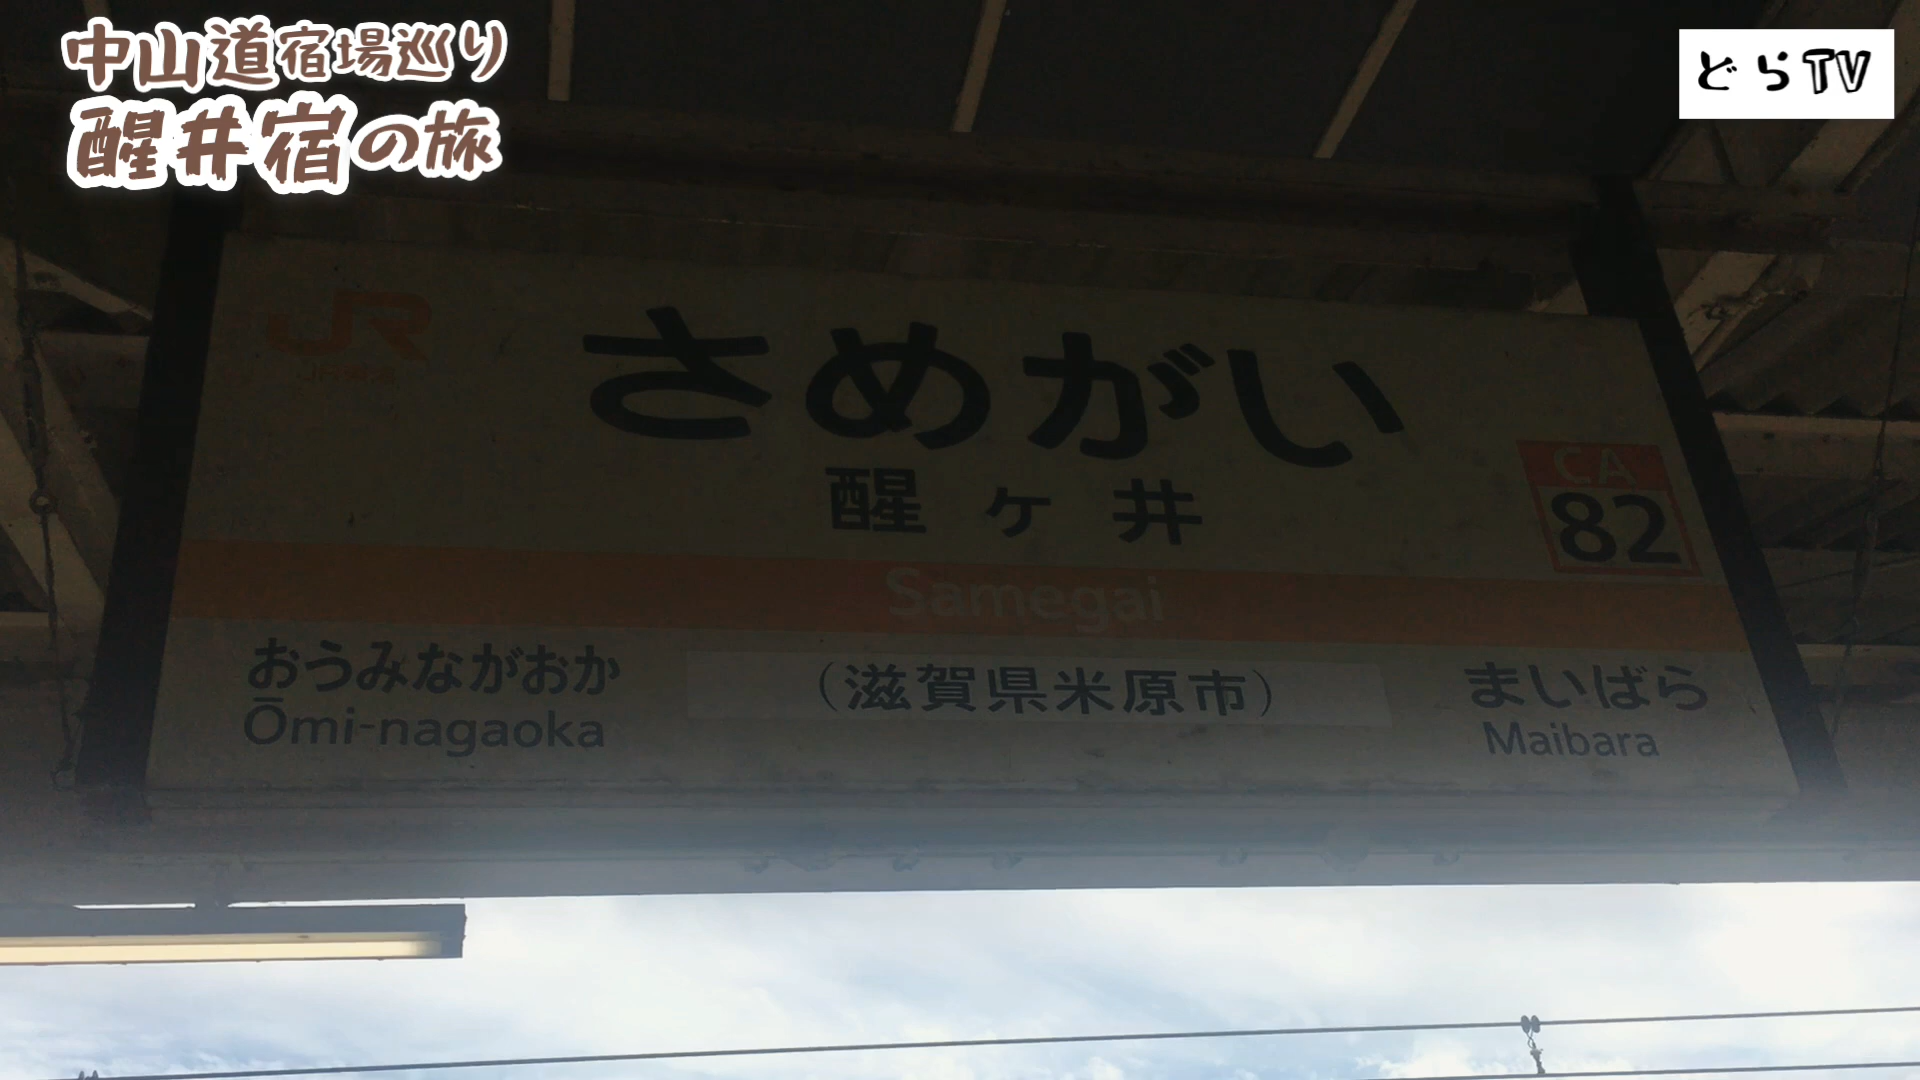 中山道宿場巡り
醒井宿の旅
どらTV
JR
さめがい
醒ヶ井
CA
82
Samegai
おうみながおか
Ōmi-nagaoka
（滋賀県米原市）
まいばら
Maibara